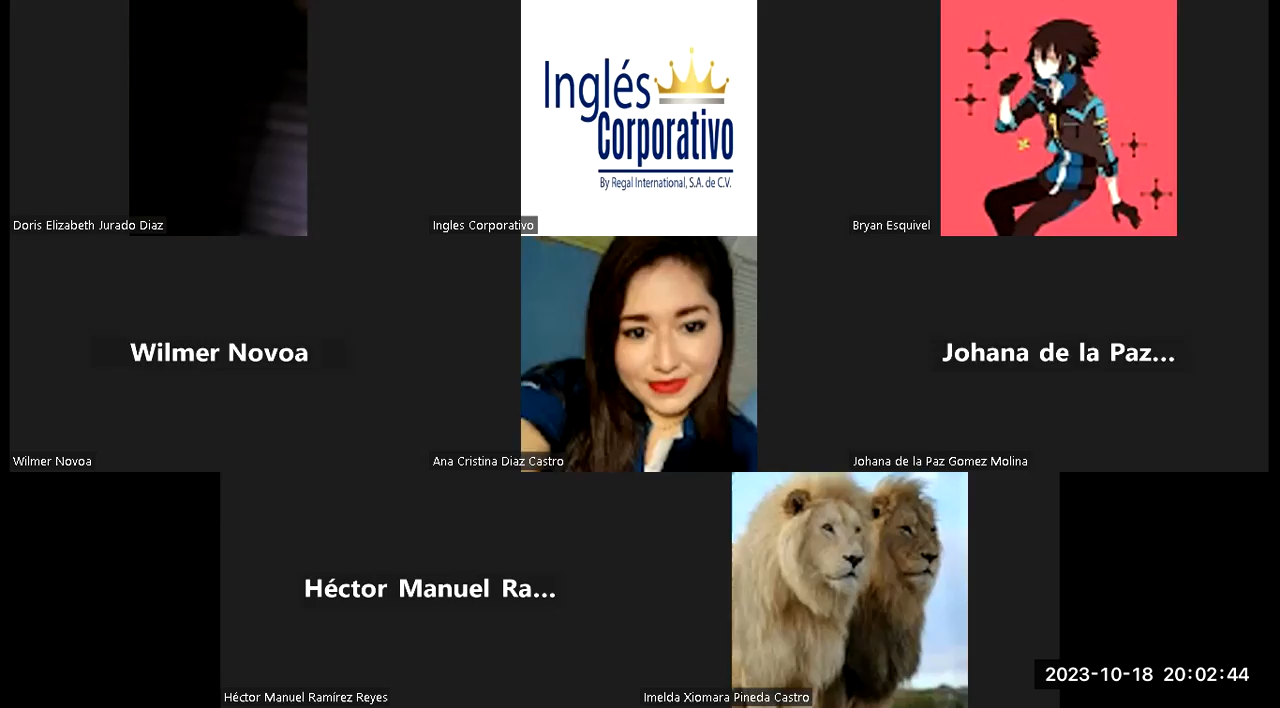 Inglés
Corporativo
By Regal International, S.A. de C.V.
Doris Elizabeth Jurado Diaz
Ingles Corporativo
Bryan Esquivel
Wilmer Novoa
Johana de la Paz...
Wilmer Novoa
Ana Cristina Diaz Castro
Johana de la Paz Gomez Molina
Héctor Manuel Ra...
Héctor Manuel Ramírez Reyes
Imelda Xiomara Pineda Castro
2023-10-18 20:02:44